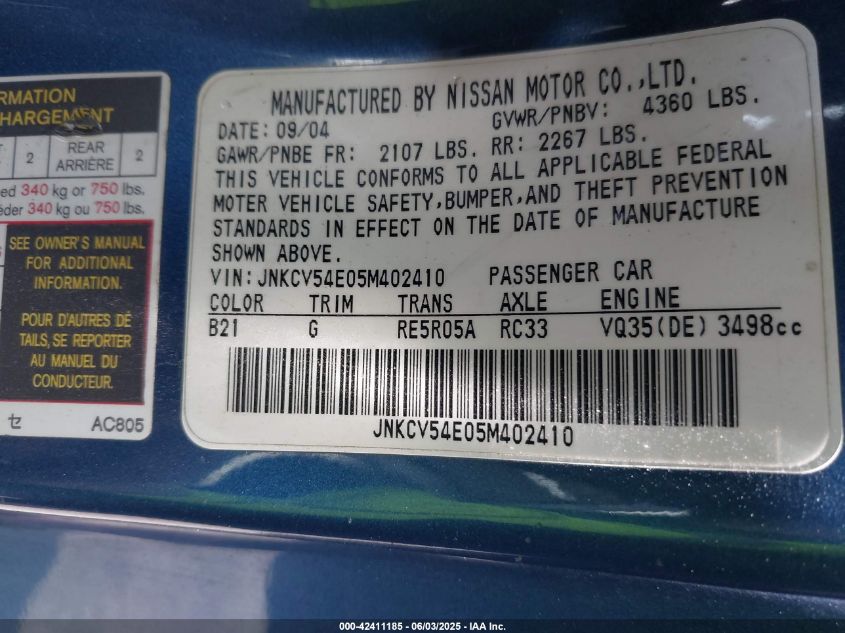 RMATION
HARGEMENT
2
REAR
ARRIÈRE
2
340 kg or 750 lbs.
340 kg ou 750 lbs.
SEE OWNER'S MANUAL
FOR ADDITIONAL
INFORMATION.
POUR D'AUTRES DÉ
TAILS, SE REPORTER
AU MANUEL DU
CONDUCTEUR.
セ
AC805
MANUFACTURED BY NISSAN MOTOR CO.,LTD.
DATE: 09/04 GVWR/PNBV: 4360 LBS.
GAWR/PNBE FR: 2107 LBS. RR: 2267 LBS.
THIS VEHICLE CONFORMS TO ALL APPLICABLE FEDERAL
MOTER VEHICLE SAFETY,BUMPER,AND THEFT PREVENTION
STANDARDS IN EFFECT ON THE DATE OF MANUFACTURE
SHOWN ABOVE.
VIN:JNKCV54E05M402410 PASSENGER CAR
COLOR TRIM TRANS AXLE ENGINE
B21 G RE5R05A RC33 VQ35(DE) 3498cc
JNKCV54E05M402410
000-42411185 - 06/03/2025 - IAA Inc.